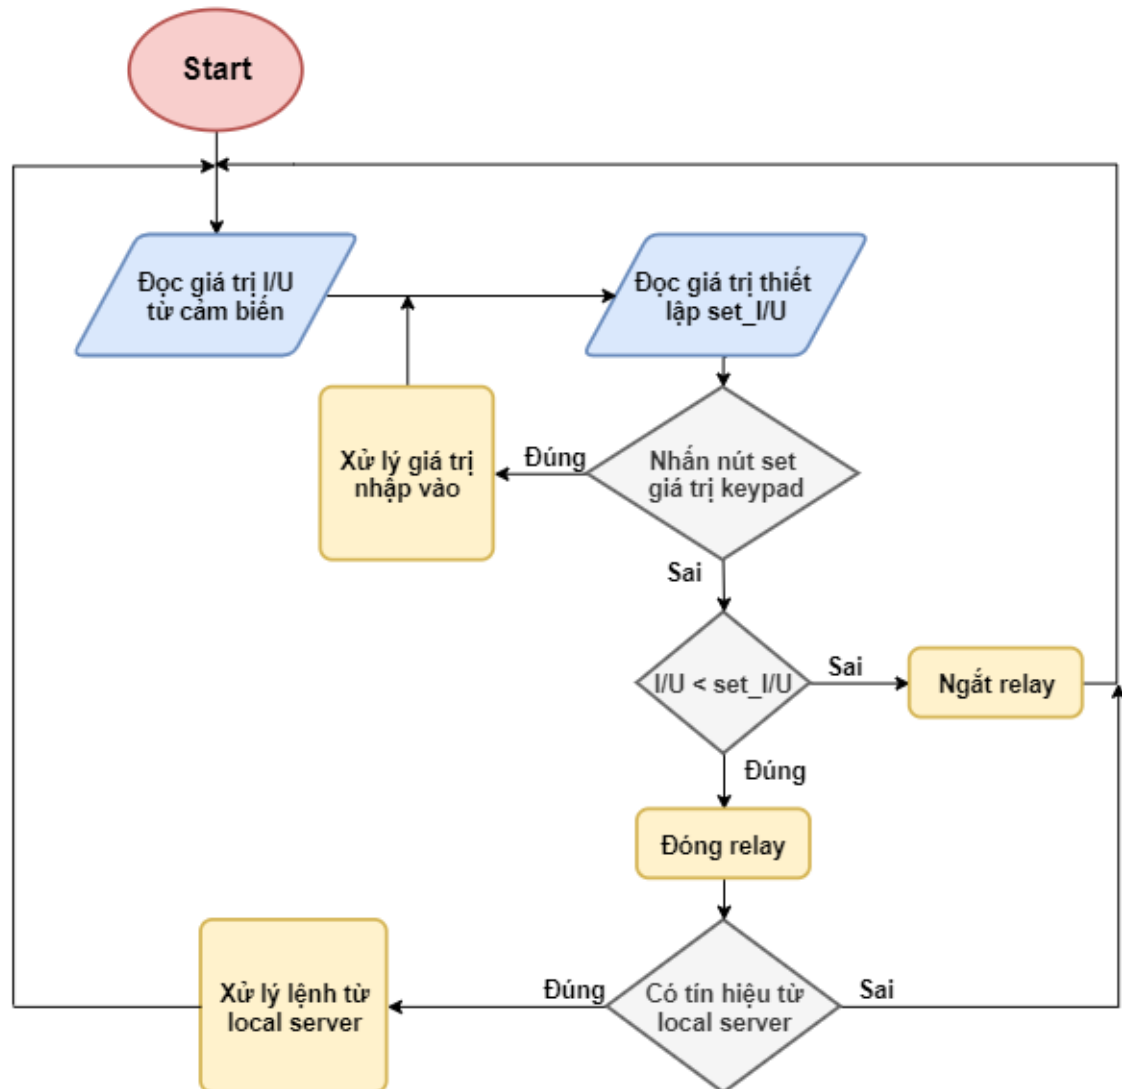 Start
Đọc giá trị I/U
từ cảm biến
Đọc giá trị thiết
lập set_I/U
Xử lý giá trị
nhập vào
Đúng
Nhấn nút set
giá trị keypad
Sai
I/U < set_I/U
Sai
Ngắt relay
Đúng
Đóng relay
Xử lý lệnh từ
local server
Đúng
Có tín hiệu từ
local server
Sai